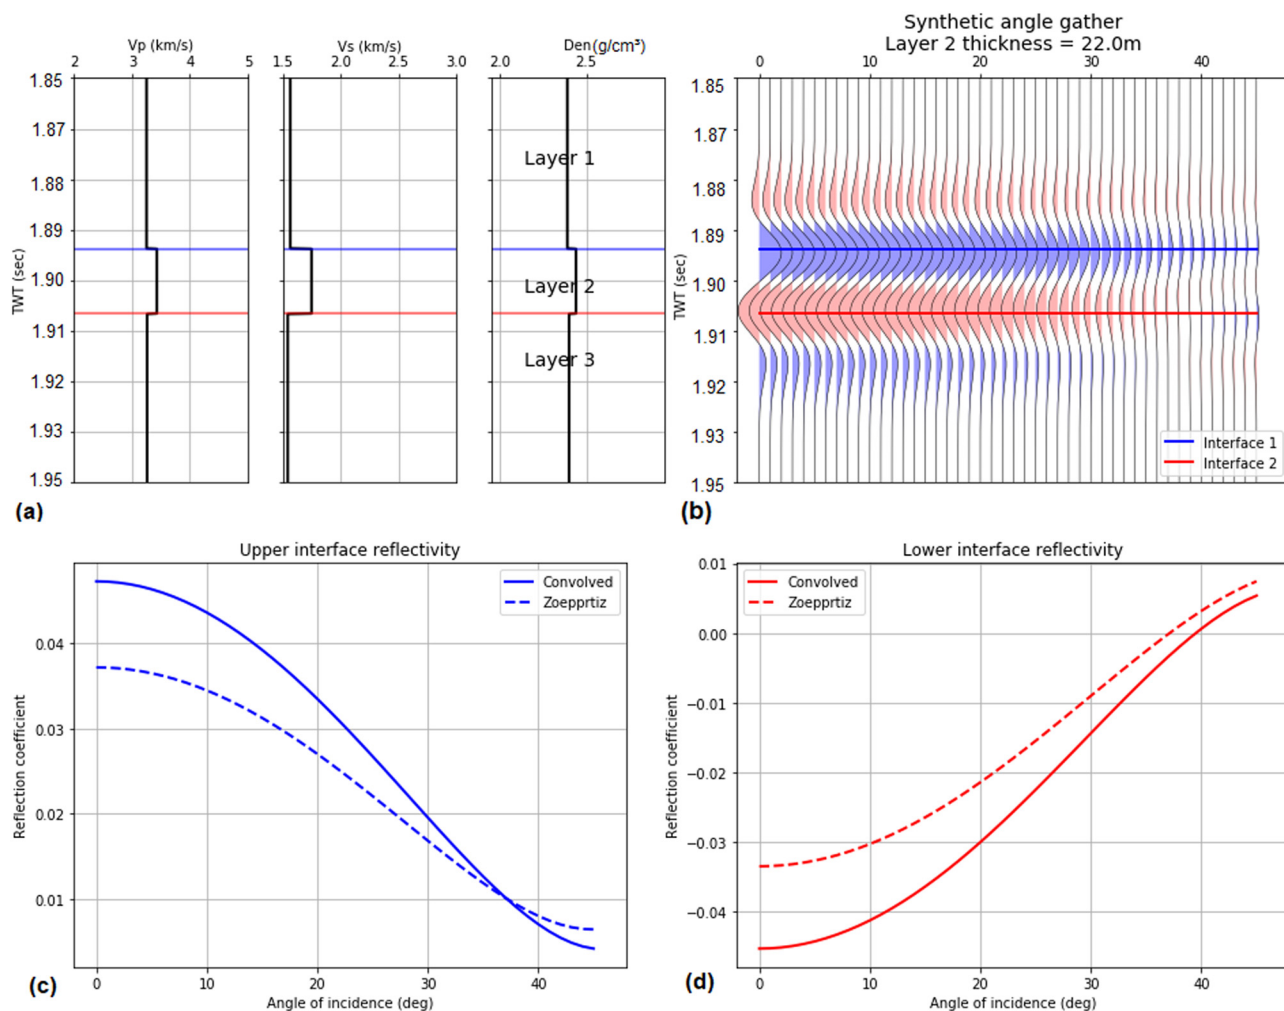 Vp (km/s)
2 3 4 5
Vs (km/s)
1.5 2.0 2.5 3.0
Den(g/cm³)
2.0 2.5
TWT (sec)
1.85
1.87
1.88
1.89
1.90
1.91
1.92
1.93
1.95
Layer 1
Layer 2
Layer 3
(a)
Synthetic angle gather
Layer 2 thickness = 22.0m
0 10 20 30 40
TWT (sec)
1.85
1.87
1.88
1.89
1.90
1.91
1.92
1.93
1.95
Interface 1
Interface 2
(b)
Upper interface reflectivity
Convolved
Zoepprtiz
Reflection coefficient
0.04
0.03
0.02
0.01
0 10 20 30 40
Angle of incidence (deg)
(c)
Lower interface reflectivity
Convolved
Zoepprtiz
Reflection coefficient
0.01
0.00
−0.01
−0.02
−0.03
−0.04
0 10 20 30 40
Angle of incidence (deg)
(d)